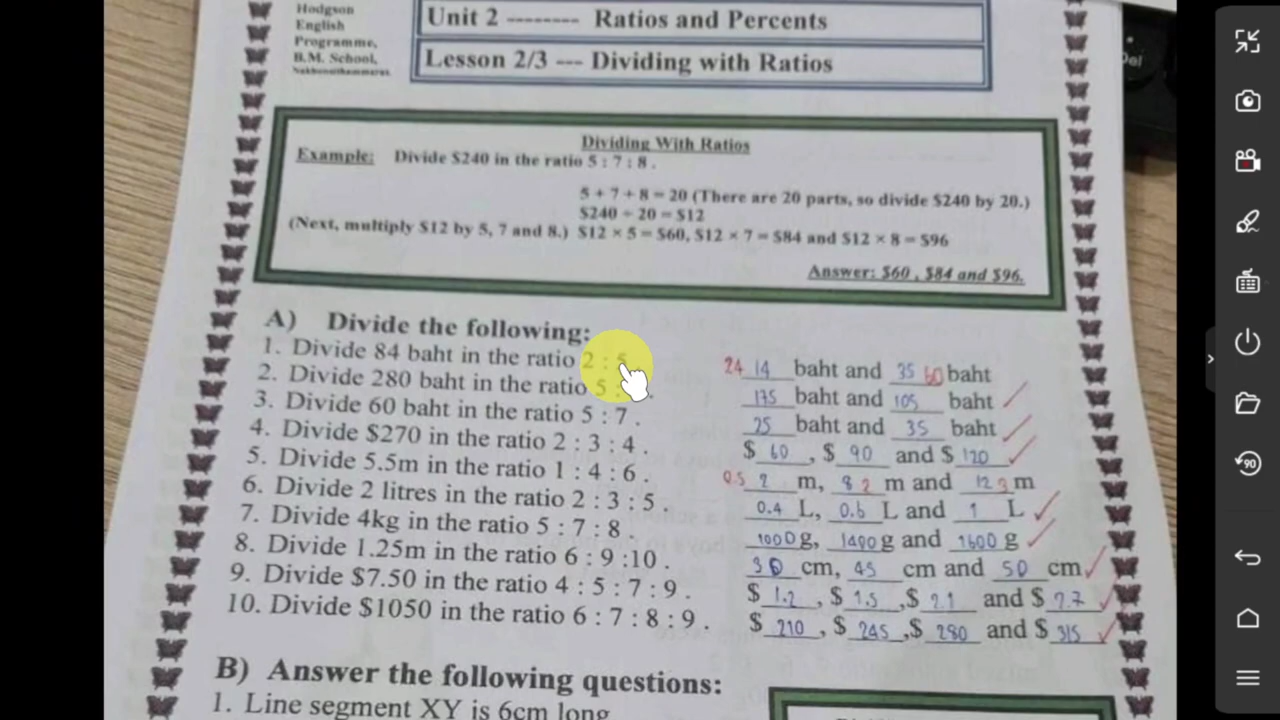 Hodgson
English
Programme,
B.M. School,
Unit 2 -------- Ratios and Percents
Lesson 2/3 --- Dividing with Ratios
Dividing With Ratios
Example: Divide $240 in the ratio 5 : 7 : 8 .
5 + 7 + 8 = 20 (There are 20 parts, so divide $240 by 20.)
$240 ÷ 20 = $12
(Next, multiply $12 by 5, 7 and 8.) $12 × 5 = $60, $12 × 7 = $84 and $12 × 8 = $96
Answer: $60 , $84 and $96.
A) Divide the following:
1. Divide 84 baht in the ratio 2 : 5 24 14 baht and 35 60 baht
2. Divide 280 baht in the ratio 5 : 175 baht and 105 baht
3. Divide 60 baht in the ratio 5 : 7 . 25 baht and 35 baht
4. Divide $270 in the ratio 2 : 3 : 4 $ 60 , $ 90 and $ 120
5. Divide 5.5m in the ratio 1 : 4 : 6 . 0.5 2 m, 8 2 m and 12 3 m
6. Divide 2 litres in the ratio 2 : 3 : 5 . 0.4 L, 0.6 L and 1 L
7. Divide 4kg in the ratio 5 : 7 : 8 1000 g, 1400 g and 1600 g
8. Divide 1.25m in the ratio 6 : 9 :10 . 30 cm, 45 cm and 50 cm
9. Divide $7.50 in the ratio 4 : 5 : 7 : 9 . $ 1.2 , $ 1.5 ,$ 2.1 and $ 2.7
10. Divide $1050 in the ratio 6 : 7 : 8 : 9 . $ 210 , $ 245 ,$ 280 and $ 315
B) Answer the following questions:
1. Line segment XY is 6cm long